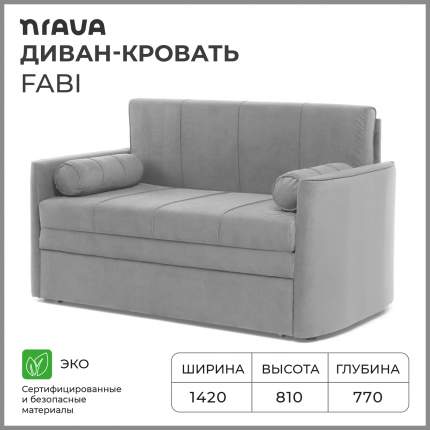 nrava
ДИВАН-КРОВАТЬ
FABI
ЭКО
Сертифицированные
и безопасные
материалы
ШИРИНА ВЫСОТА ГЛУБИНА
1420 810 770